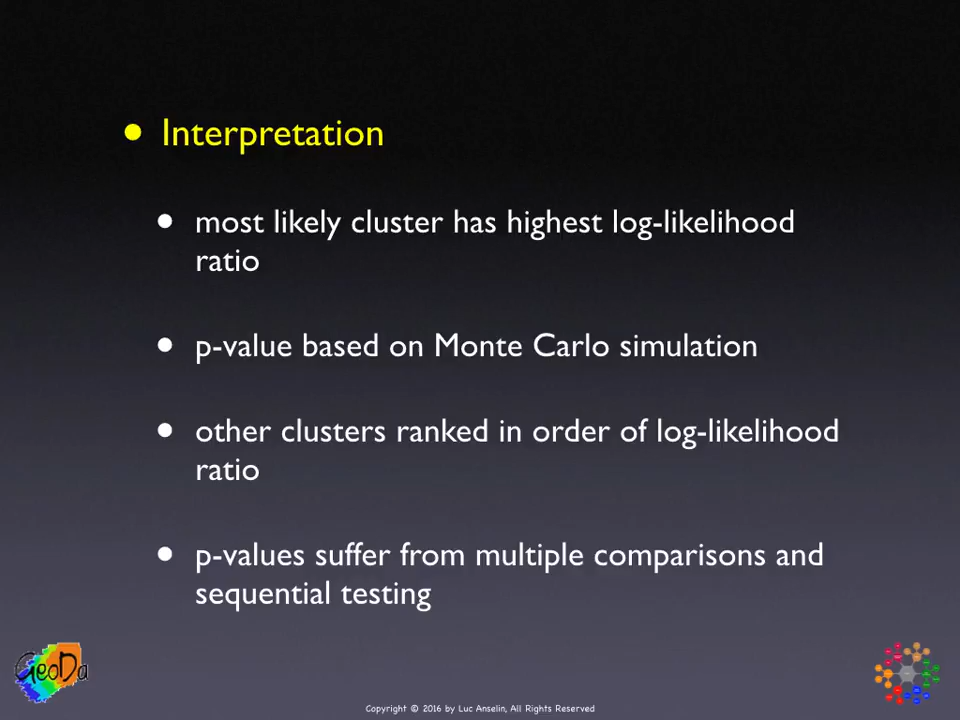 • Interpretation
• most likely cluster has highest log-likelihood
ratio
• p-value based on Monte Carlo simulation
• other clusters ranked in order of log-likelihood
ratio
• p-values suffer from multiple comparisons and
sequential testing
GeoDa
Copyright © 2016 by Luc Anselin, All Rights Reserved